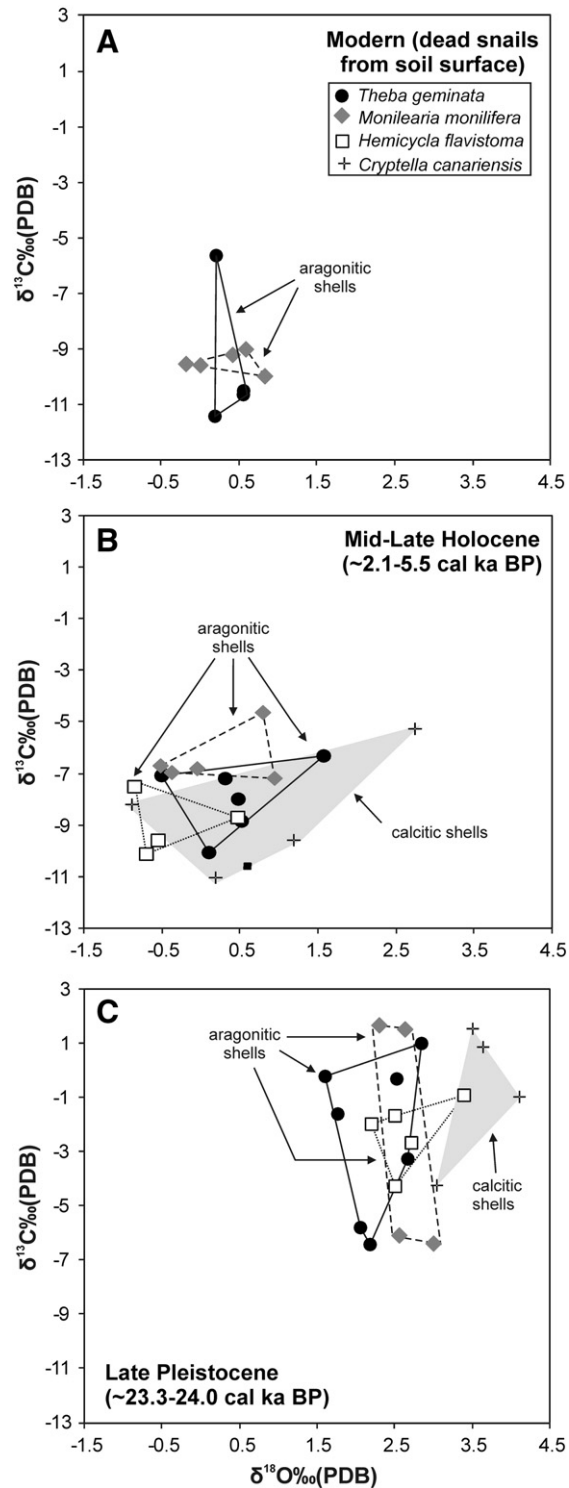 A
Modern (dead snails
from soil surface)
Theba geminata
Monilearia monilifera
Hemicycla flavistoma
Cryptella canariensis
aragonitic
shells
3
1
-1
-3
-5
-7
-9
-11
-13
δ¹³C‰(PDB)
-1.5 -0.5 0.5 1.5 2.5 3.5 4.5
B
Mid-Late Holocene
(~2.1-5.5 cal ka BP)
aragonitic
shells
calcitic shells
3
1
-1
-3
-5
-7
-9
-11
-13
δ¹³C‰(PDB)
-1.5 -0.5 0.5 1.5 2.5 3.5 4.5
C
aragonitic
shells
calcitic
shells
Late Pleistocene
(~23.3-24.0 cal ka BP)
3
1
-1
-3
-5
-7
-9
-11
-13
δ¹³C‰(PDB)
-1.5 -0.5 0.5 1.5 2.5 3.5 4.5
δ¹⁸O‰(PDB)